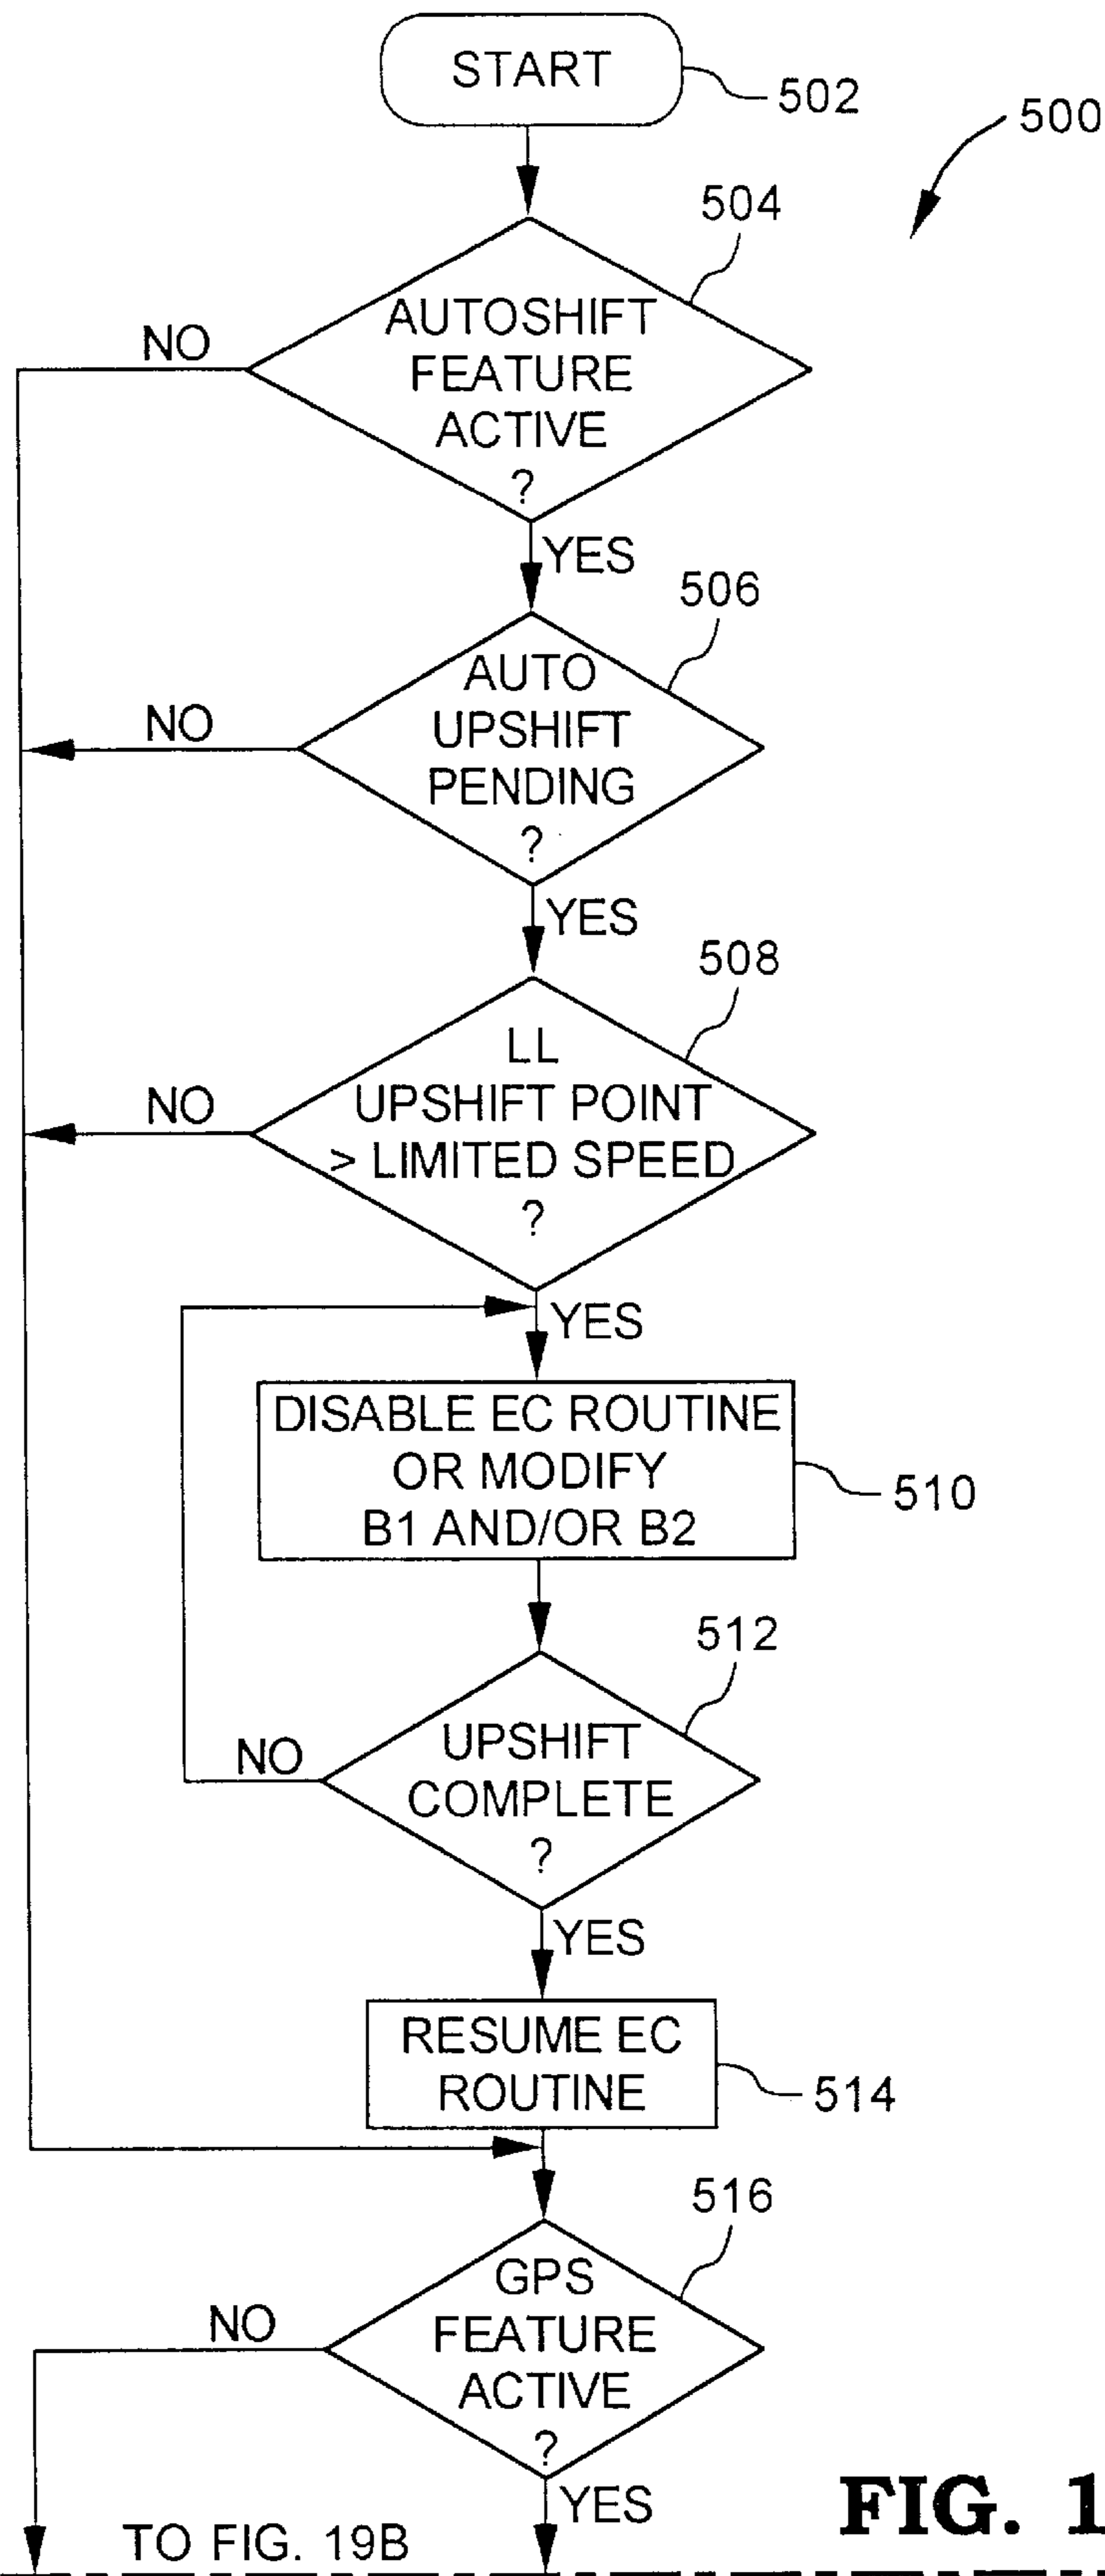 START
502
500
504
AUTOSHIFT
FEATURE
ACTIVE
?
NO
YES
506
AUTO
UPSHIFT
PENDING
?
NO
YES
508
LL
UPSHIFT POINT
> LIMITED SPEED
?
NO
YES
DISABLE EC ROUTINE
OR MODIFY
B1 AND/OR B2
510
512
UPSHIFT
COMPLETE
?
NO
YES
RESUME EC
ROUTINE
514
516
GPS
FEATURE
ACTIVE
?
NO
YES
FIG. 1
TO FIG. 19B